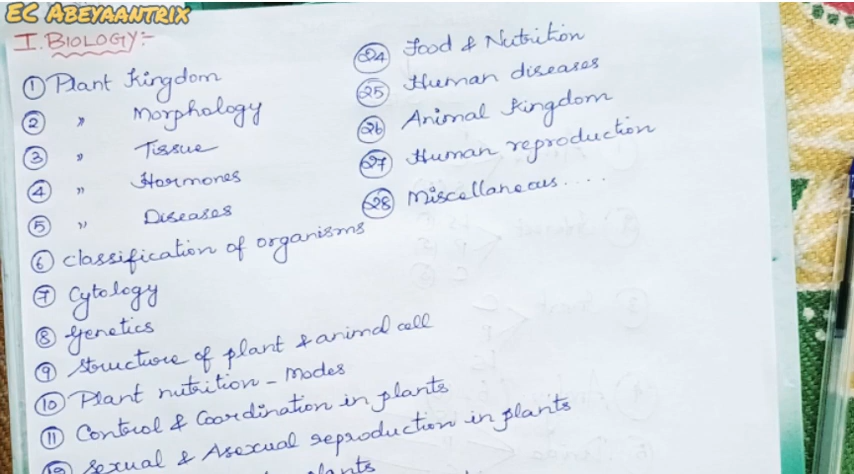 EC ABEYAANTRIX
I. BIOLOGY:-
① Plant kingdom
② " Morphology
③ " Tissue
④ " Hormones
⑤ " Diseases
⑥ classification of organisms
⑦ Cytology
⑧ Genetics
⑨ Structure of plant & animal cell
⑩ Plant nutrition - Modes
⑪ Control & Coordination in plants
⑫ Sexual & Asexual reproduction in plants
plants
㉔ Food & Nutrition
㉕ Human diseases
㉖ Animal kingdom
㉗ Human reproduction
㉘ Miscellaneous....